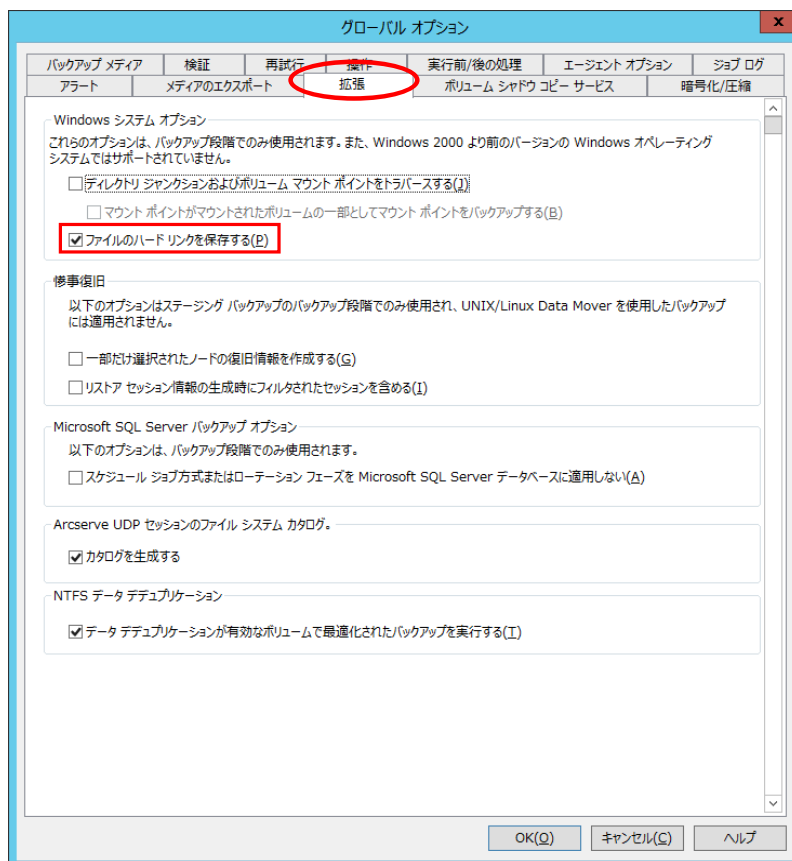 グローバル オプション
x
バックアップ メディア
検証
再試行
操作
実行前/後の処理
エージェント オプション
ジョブ ログ
アラート
メディアのエクスポート
拡張
ボリューム シャドウ コピー サービス
暗号化/圧縮
Windows システム オプション
これらのオプションは、バックアップ段階でのみ使用されます。また、Windows 2000 より前のバージョンの Windows オペレーティング
システムではサポートされていません。
ディレクトリ ジャンクションおよびボリューム マウント ポイントをトラバースする(J)
マウント ポイントがマウントされたボリュームの一部としてマウント ポイントをバックアップする(B)
ファイルのハード リンクを保存する(P)
惨事復旧
以下のオプションはステージング バックアップのバックアップ段階でのみ使用され、UNIX/Linux Data Mover を使用したバックアップ
には適用されません。
一部だけ選択されたノードの復旧情報を作成する(G)
リストア セッション情報の生成時にフィルタされたセッションを含める(I)
Microsoft SQL Server バックアップ オプション
以下のオプションは、バックアップ段階でのみ使用されます。
スケジュール ジョブ方式またはローテーション フェーズを Microsoft SQL Server データベースに適用しない(A)
Arcserve UDP セッションのファイル システム カタログ。
カタログを生成する
NTFS データ デデュプリケーション
データ デデュプリケーションが有効なボリュームで最適化されたバックアップを実行する(T)
OK(O)
キャンセル(C)
ヘルプ